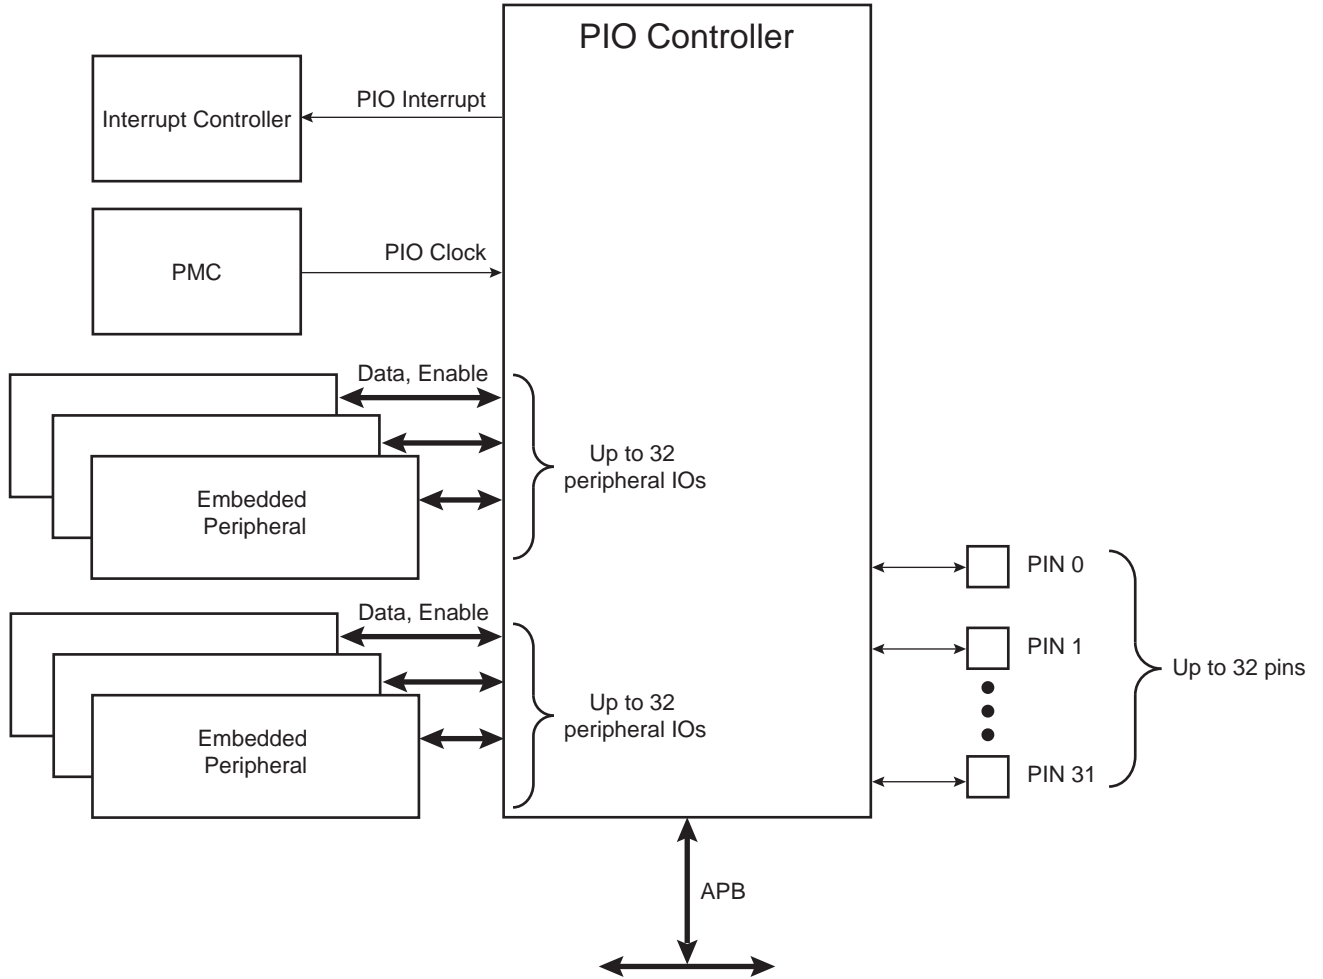 PIO Controller
PIO Interrupt
Interrupt Controller
PIO Clock
PMC
Data, Enable
Up to 32
peripheral IOs
Embedded
Peripheral
PIN 0
Data, Enable
PIN 1
Up to 32 pins
Up to 32
peripheral IOs
Embedded
Peripheral
PIN 31
APB